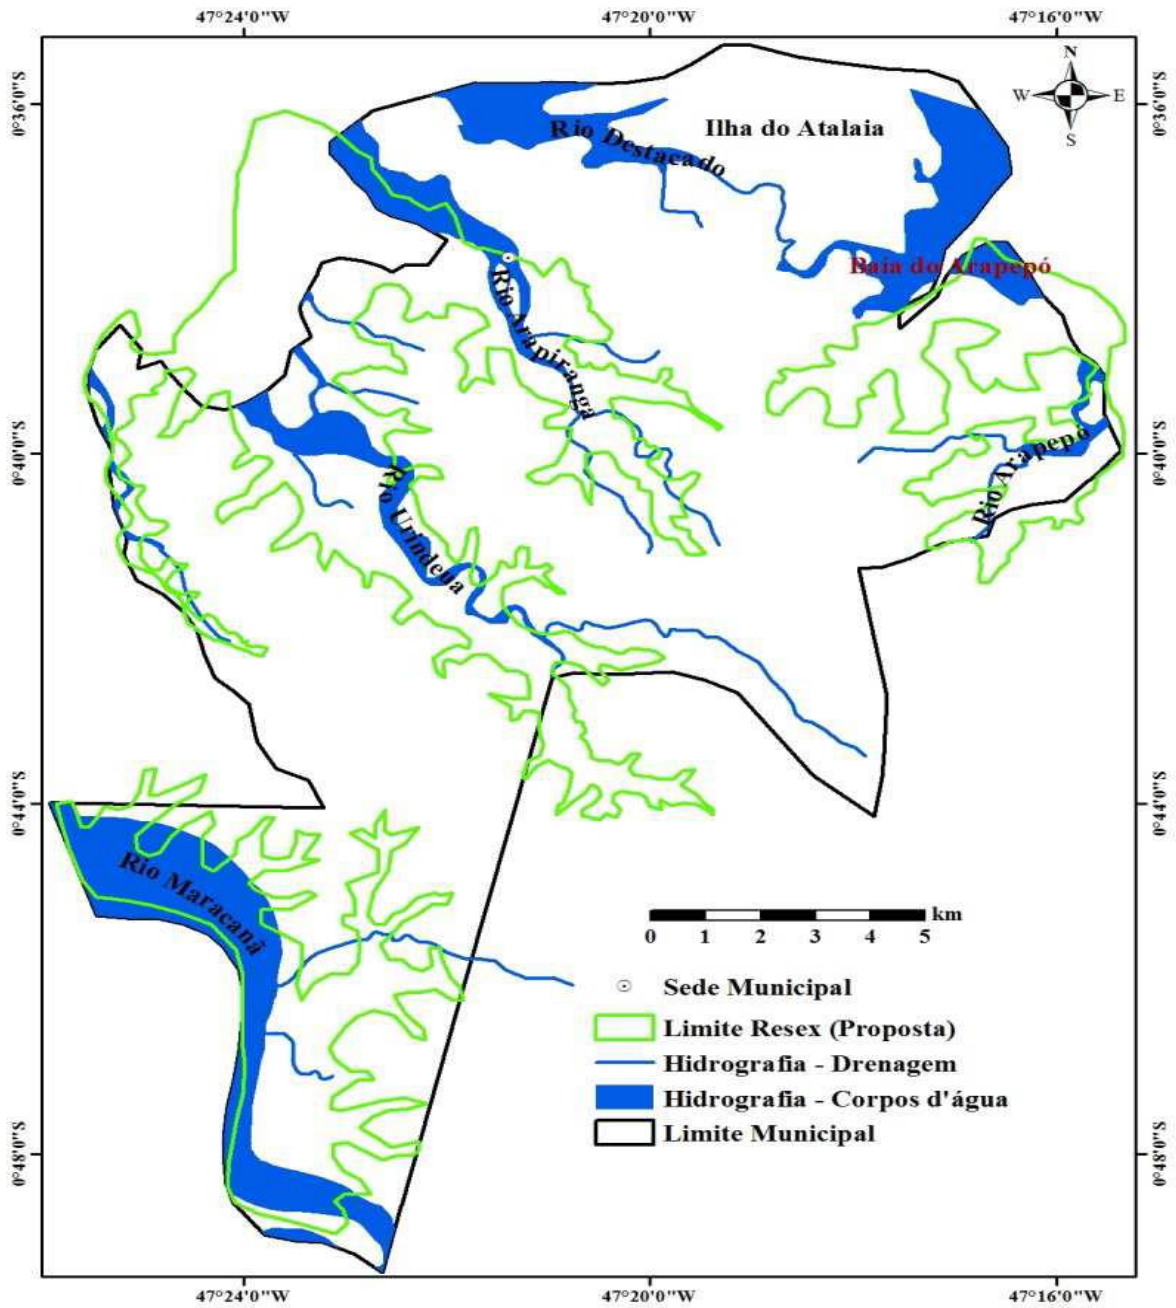 47°24'0"W 47°20'0"W 47°16'0"W
N
W E
S
0°36'0"S 0°36'0"S
Ilha do Atalaia
Rio Destacado
Baía do Arapepó
Rio Arapiranga
0°40'0"S 0°40'0"S
Rio Arapepó
Rio Urindeua
0°44'0"S 0°44'0"S
Rio Maracanã
km
0 1 2 3 4 5
Sede Municipal
Limite Resex (Proposta)
Hidrografia - Drenagem
Hidrografia - Corpos d'água
Limite Municipal
0°48'0"S 0°48'0"S
47°24'0"W 47°20'0"W 47°16'0"W